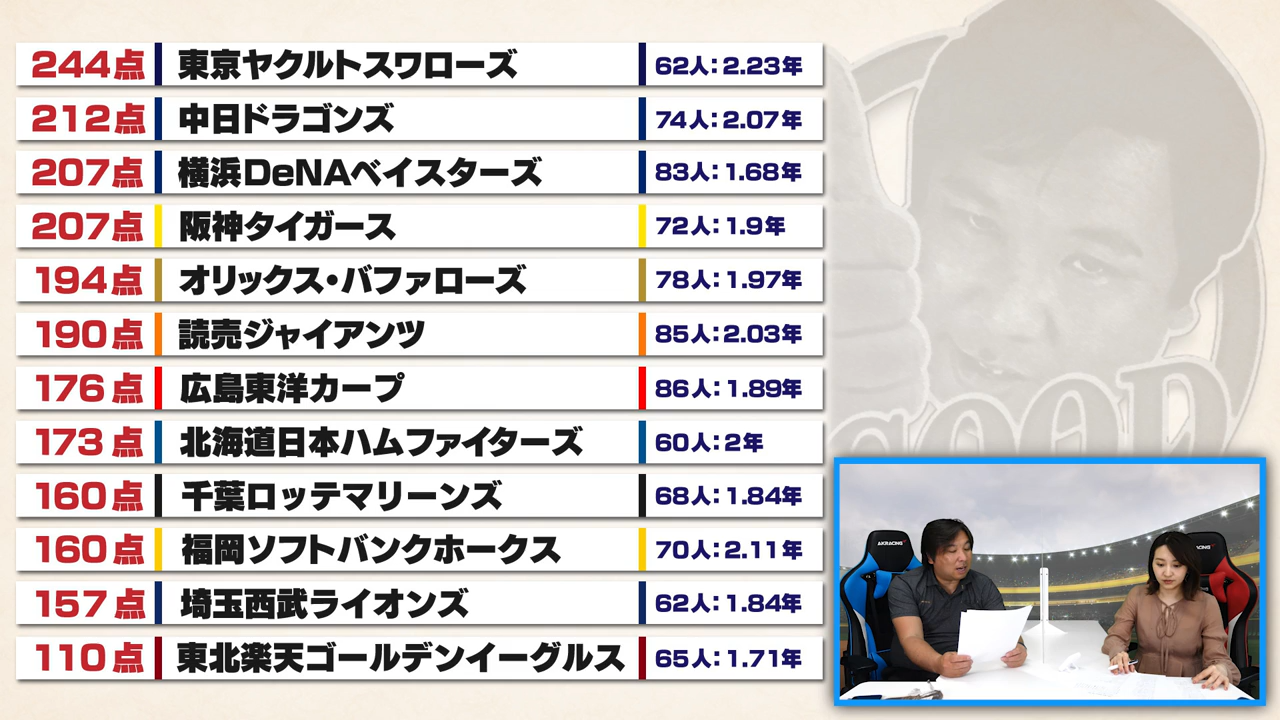 244点 東京ヤクルトスワローズ 62人：2.23年
212点 中日ドラゴンズ 74人：2.07年
207点 横浜DeNAベイスターズ 83人：1.68年
207点 阪神タイガース 72人：1.9年
194点 オリックス・バファローズ 78人：1.97年
190点 読売ジャイアンツ 85人：2.03年
176点 広島東洋カープ 86人：1.89年
173点 北海道日本ハムファイターズ 60人：2年
160点 千葉ロッテマリーンズ 68人：1.84年
160点 福岡ソフトバンクホークス 70人：2.11年
157点 埼玉西武ライオンズ 62人：1.84年
110点 東北楽天ゴールデンイーグルス 65人：1.71年
GOOD
AKRACING
RACING